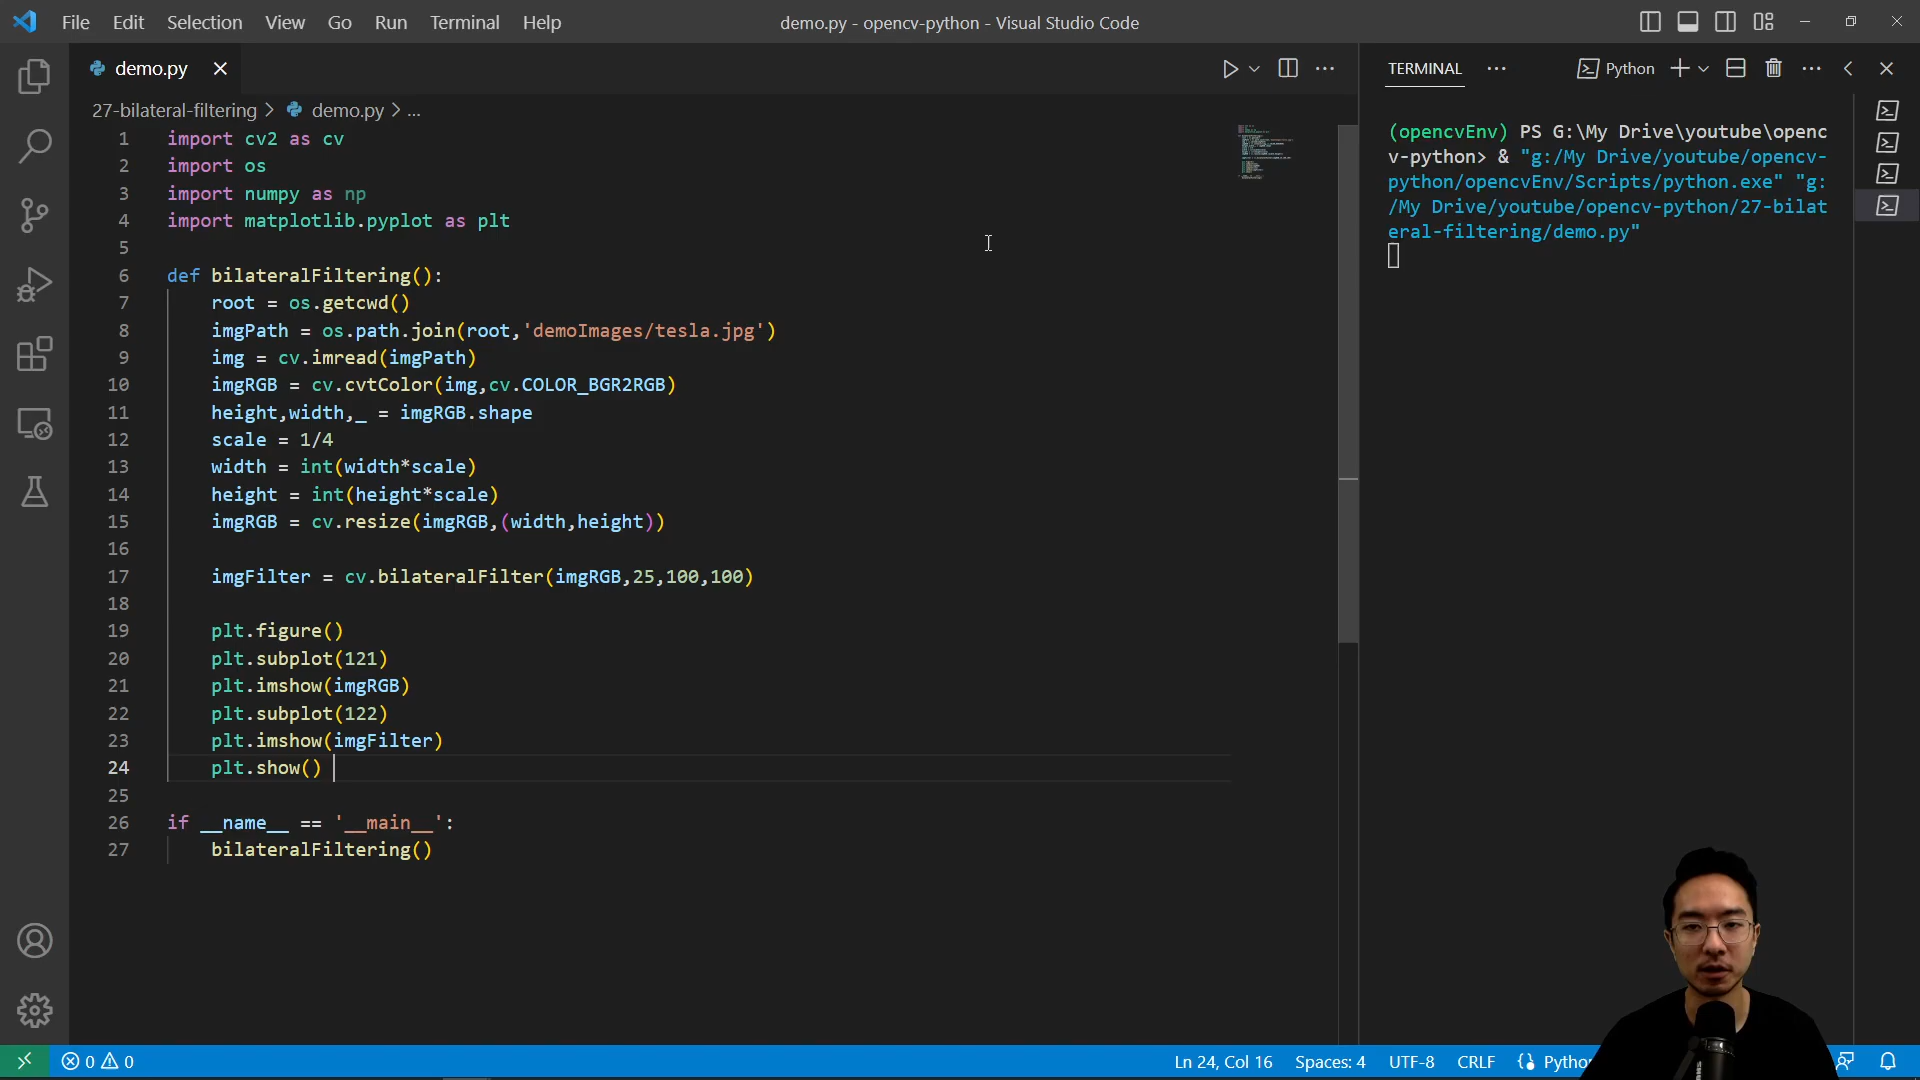 File Edit Selection View Go Run Terminal Help
demo.py - opencv-python - Visual Studio Code
demo.py
27-bilateral-filtering > demo.py > ...
1 import cv2 as cv
2 import os
3 import numpy as np
4 import matplotlib.pyplot as plt
5
6 def bilateralFiltering():
7 root = os.getcwd()
8 imgPath = os.path.join(root,'demoImages/tesla.jpg')
9 img = cv.imread(imgPath)
10 imgRGB = cv.cvtColor(img,cv.COLOR_BGR2RGB)
11 height,width,_ = imgRGB.shape
12 scale = 1/4
13 width = int(width*scale)
14 height = int(height*scale)
15 imgRGB = cv.resize(imgRGB,(width,height))
16
17 imgFilter = cv.bilateralFilter(imgRGB,25,100,100)
18
19 plt.figure()
20 plt.subplot(121)
21 plt.imshow(imgRGB)
22 plt.subplot(122)
23 plt.imshow(imgFilter)
24 plt.show()
25
26 if __name__ == '__main__':
27 bilateralFiltering()
TERMINAL
Python
(opencvEnv) PS G:\My Drive\youtube\openc
v-python> & "g:/My Drive/youtube/opencv-
python/opencvEnv/Scripts/python.exe" "g:
/My Drive/youtube/opencv-python/27-bilat
eral-filtering/demo.py"
0 0
Ln 24, Col 16 Spaces: 4 UTF-8 CRLF